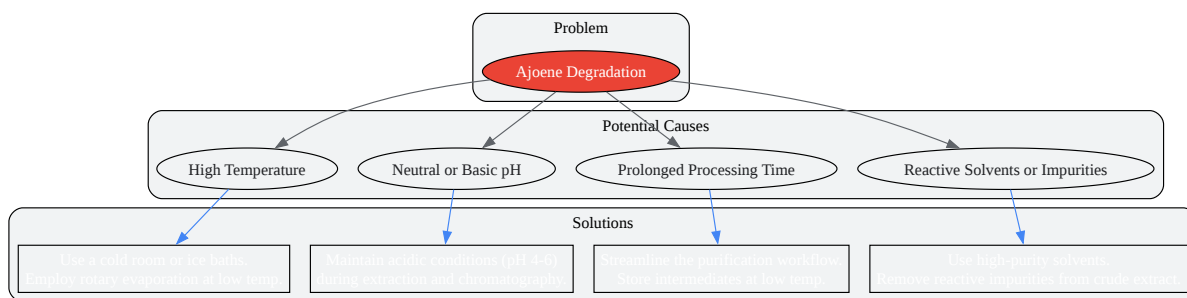 Problem
Ajoene Degradation
Potential Causes
High Temperature
Neutral or Basic pH
Prolonged Processing Time
Reactive Solvents or Impurities
Solutions
Use a cold room or ice baths.
Employ rotary evaporation at low temp.
Maintain acidic conditions (pH 4-6)
during extraction and chromatography.
Streamline the purification workflow.
Store intermediates at low temp.
Use high-purity solvents.
Remove reactive impurities from crude extract.